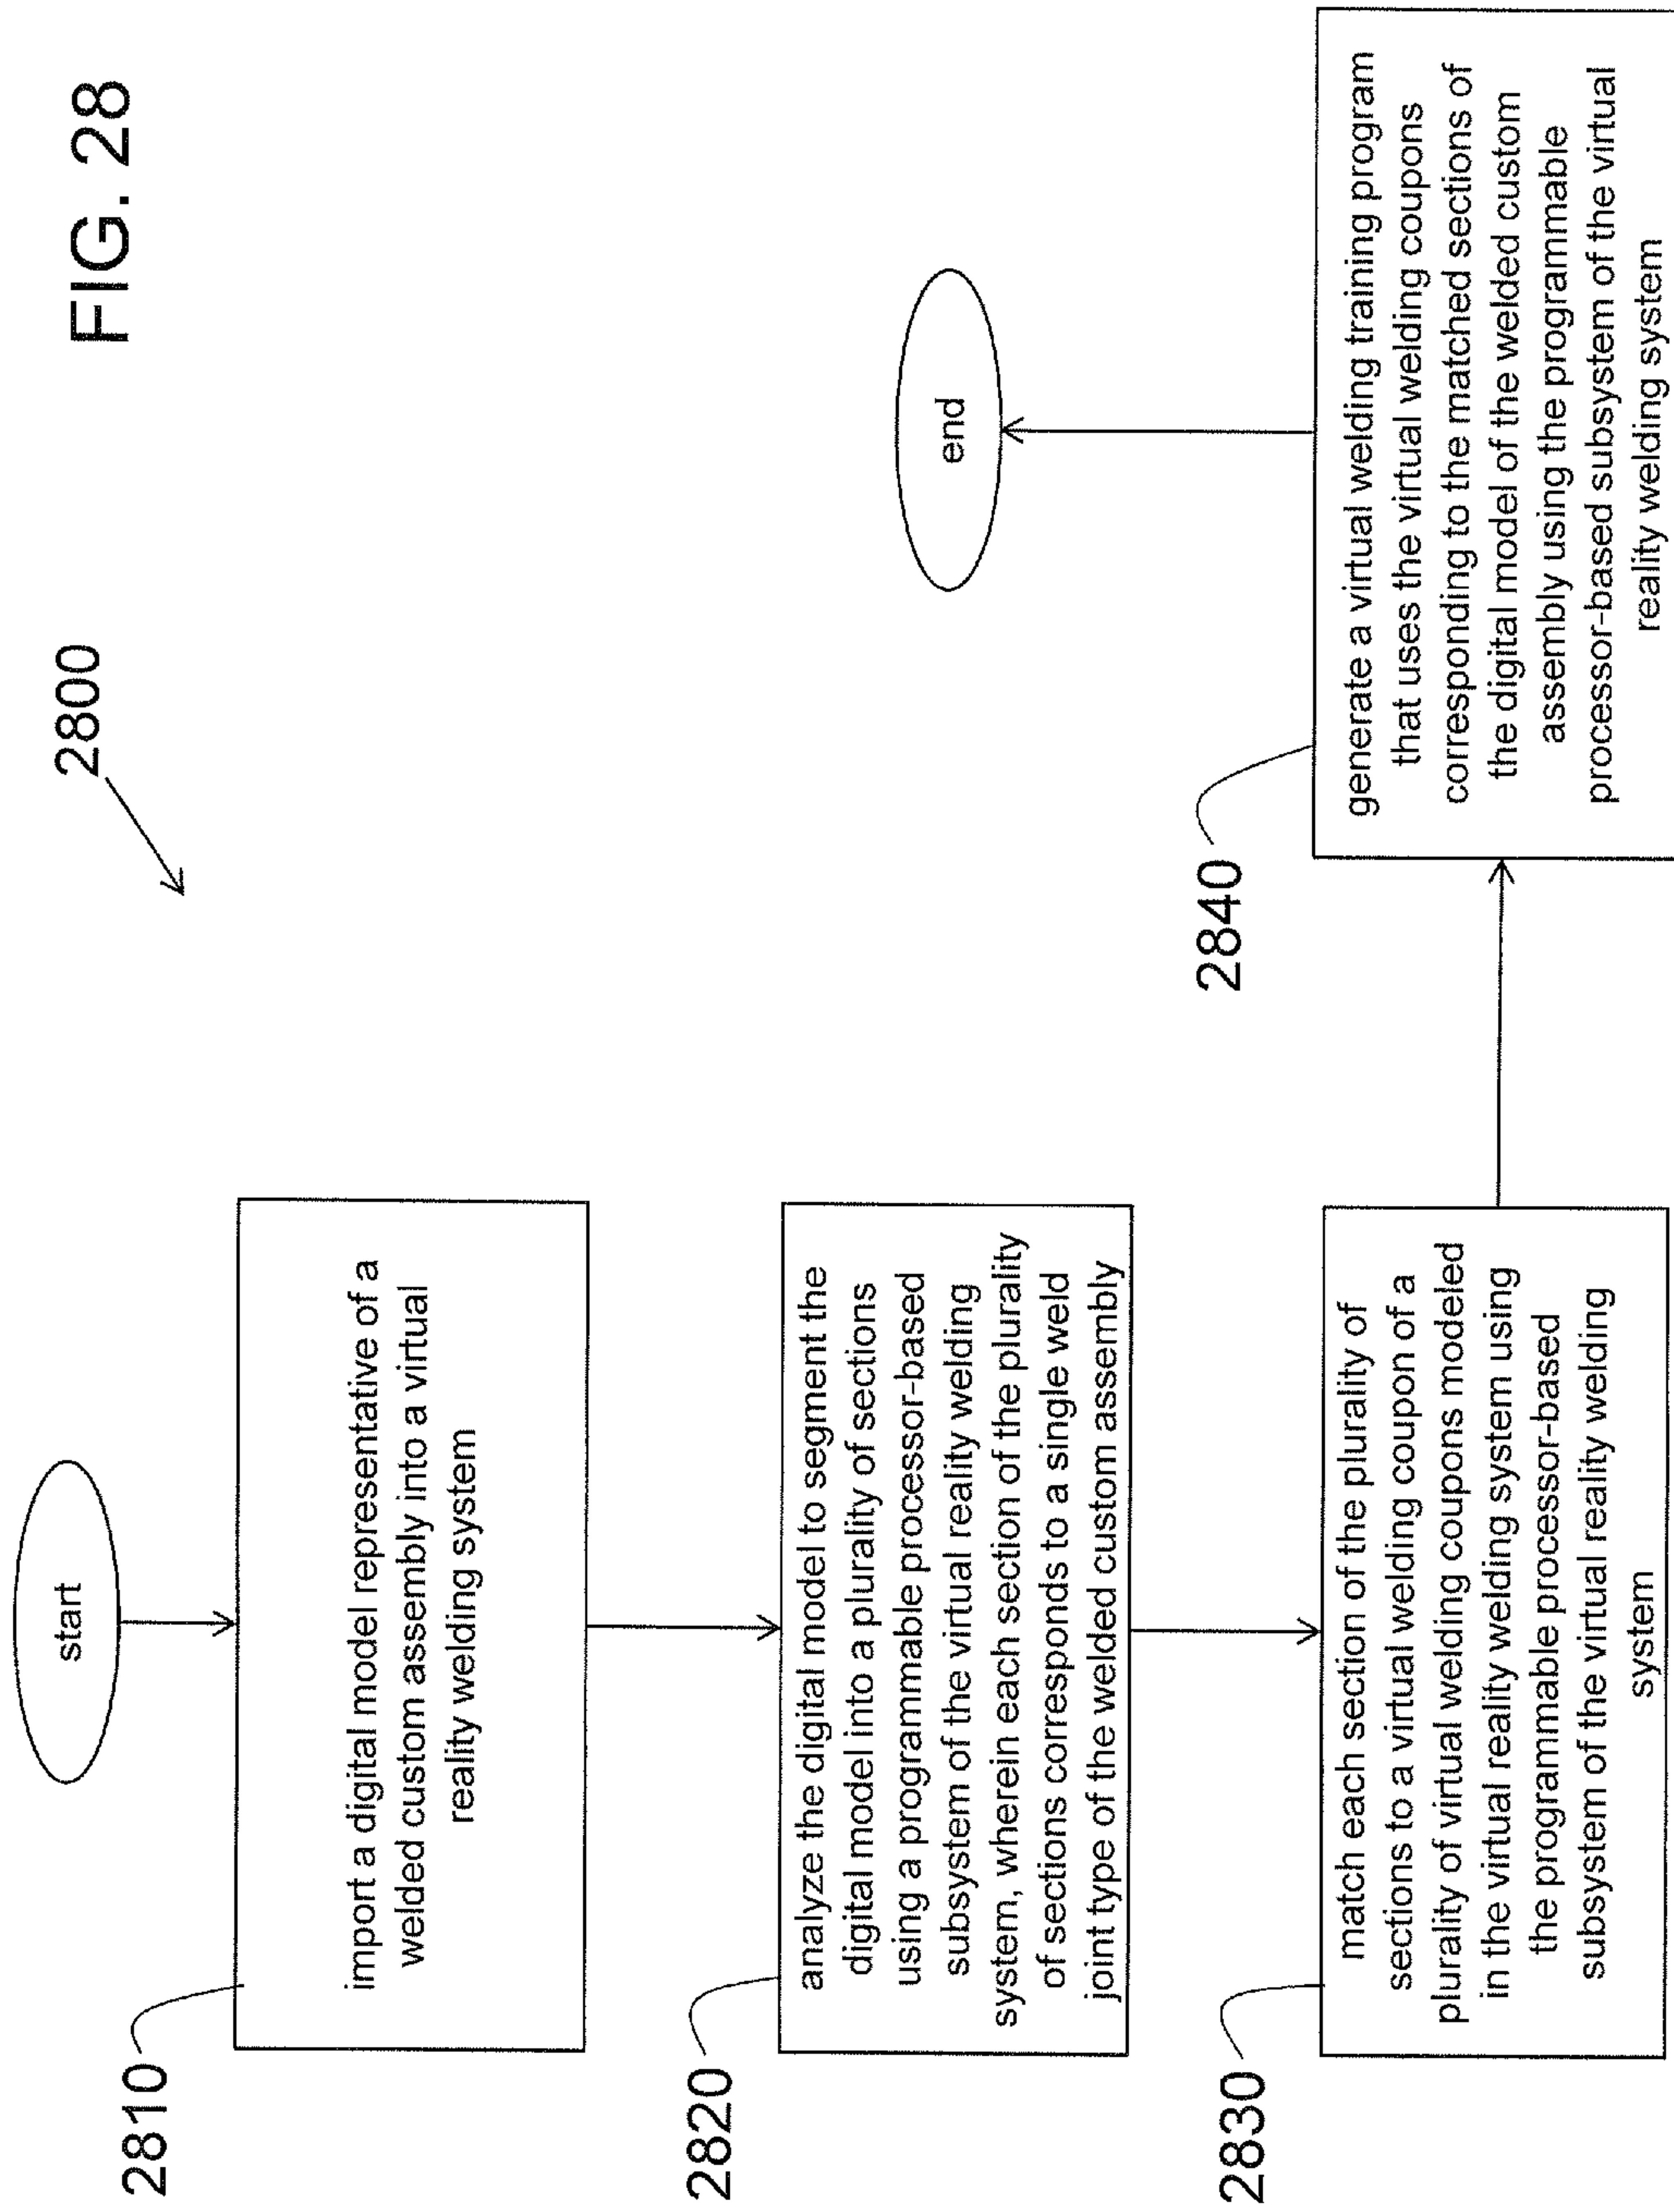 FIG. 28
2800
start
2810
import a digital model representative of a
welded custom assembly into a virtual
reality welding system
2820
analyze the digital model to segment the
digital model into a plurality of sections
using a programmable processor-based
subsystem of the virtual reality welding
system, wherein each section of the plurality
of sections corresponds to a single weld
joint type of the welded custom assembly
2830
match each section of the plurality of
sections to a virtual welding coupon of a
plurality of virtual welding coupons modeled
in the virtual reality welding system using
the programmable processor-based
subsystem of the virtual reality welding
system
2840
generate a virtual welding training program
that uses the virtual welding coupons
corresponding to the matched sections of
the digital model of the welded custom
assembly using the programmable
processor-based subsystem of the virtual
reality welding system
end